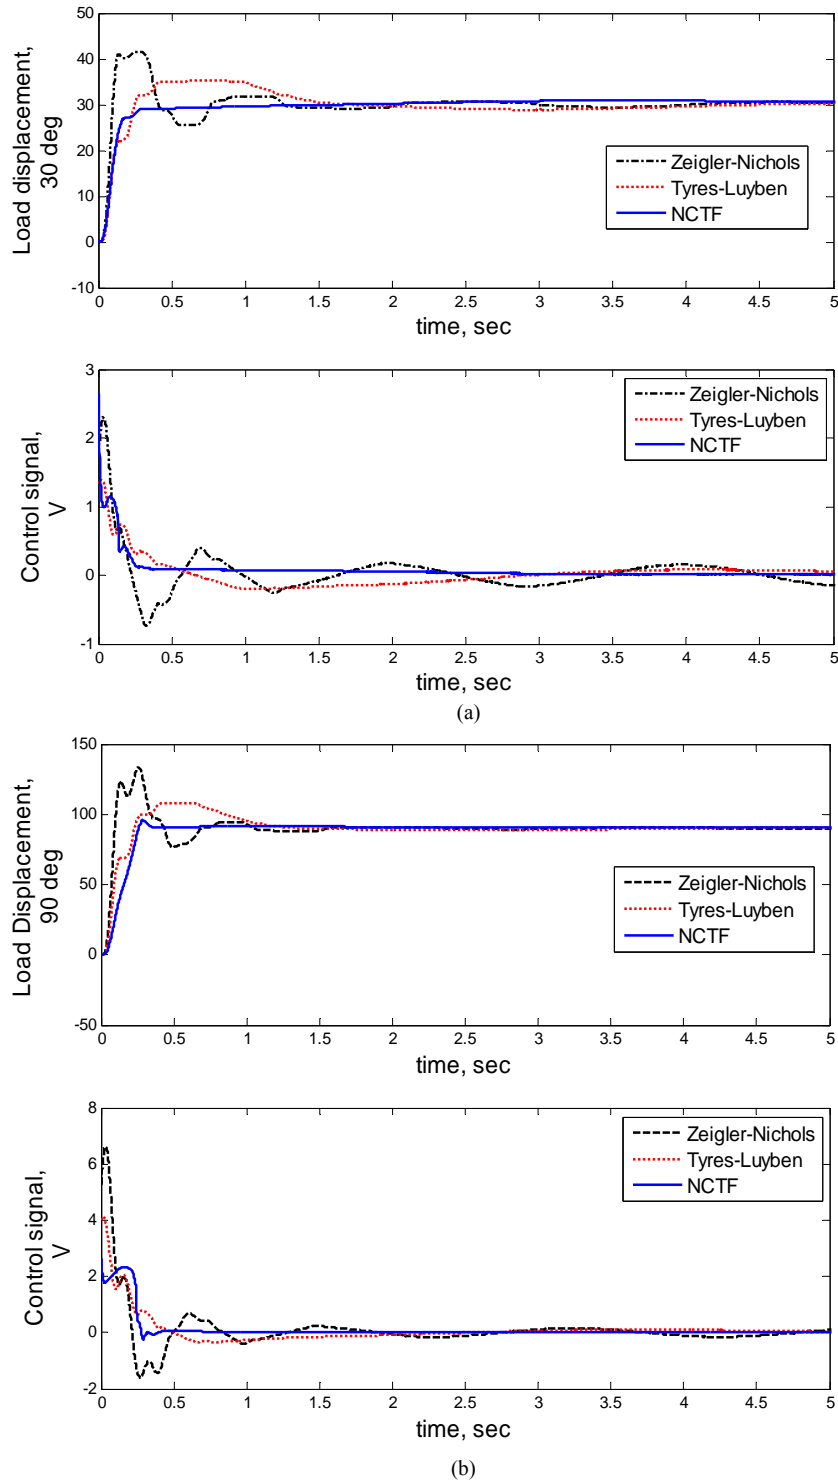 50
40
30
20
10
0
-10
Load displacement,
30 deg
Zeigler-Nichols
Tyres-Luyben
NCTF
0 0.5 1 1.5 2 2.5 3 3.5 4 4.5 5
time, sec
3
2
1
0
-1
Control signal,
V
Zeigler-Nichols
Tyres-Luyben
NCTF
0 0.5 1 1.5 2 2.5 3 3.5 4 4.5 5
time, sec
(a)
150
100
50
0
-50
Load Displacement,
90 deg
Zeigler-Nichols
Tyres-Luyben
NCTF
0 0.5 1 1.5 2 2.5 3 3.5 4 4.5 5
time, sec
8
6
4
2
0
-2
Control signal,
V
Zeigler-Nichols
Tyres-Luyben
NCTF
0 0.5 1 1.5 2 2.5 3 3.5 4 4.5 5
time, sec
(b)